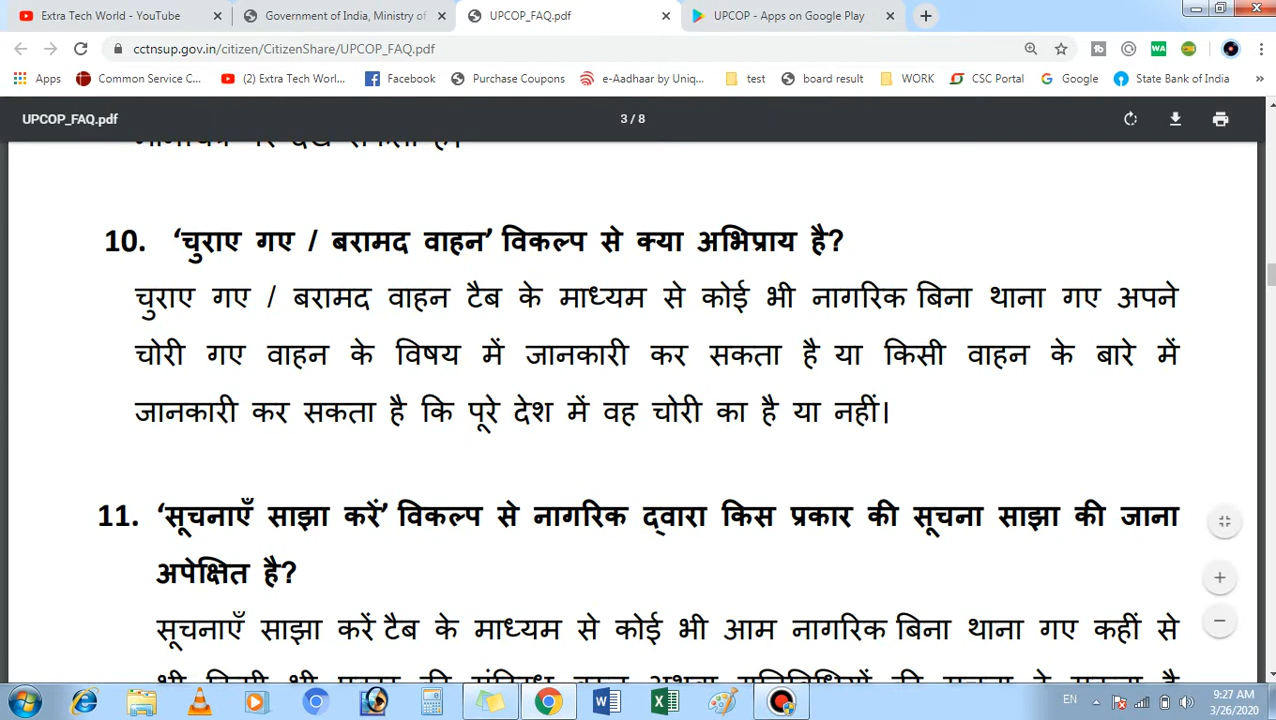 Extra Tech World - YouTube
Government of India, Ministry of
UPCOP_FAQ.pdf
UPCOP - Apps on Google Play
cctnsup.gov.in/citizen/CitizenShare/UPCOP_FAQ.pdf
Apps Common Service C... (2) Extra Tech Worl... Facebook Purchase Coupons e-Aadhaar by Uniq... test board result WORK CSC Portal Google State Bank of India »
UPCOP_FAQ.pdf 3 / 8
10. ‘चुराए गए / बरामद वाहन’ विकल्प से क्या अभिप्राय है?
चुराए गए / बरामद वाहन टैब के माध्यम से कोई भी नागरिक बिना थाना गए अपने
चोरी गए वाहन के विषय में जानकारी कर सकता है या किसी वाहन के बारे में
जानकारी कर सकता है कि पूरे देश में वह चोरी का है या नहीं।
11. ‘सूचनाएँ साझा करें’ विकल्प से नागरिक द्वारा किस प्रकार की सूचना साझा की जाना
अपेक्षित है?
सूचनाएँ साझा करें टैब के माध्यम से कोई भी आम नागरिक बिना थाना गए कहीं से
EN 9:27 AM
3/26/2020